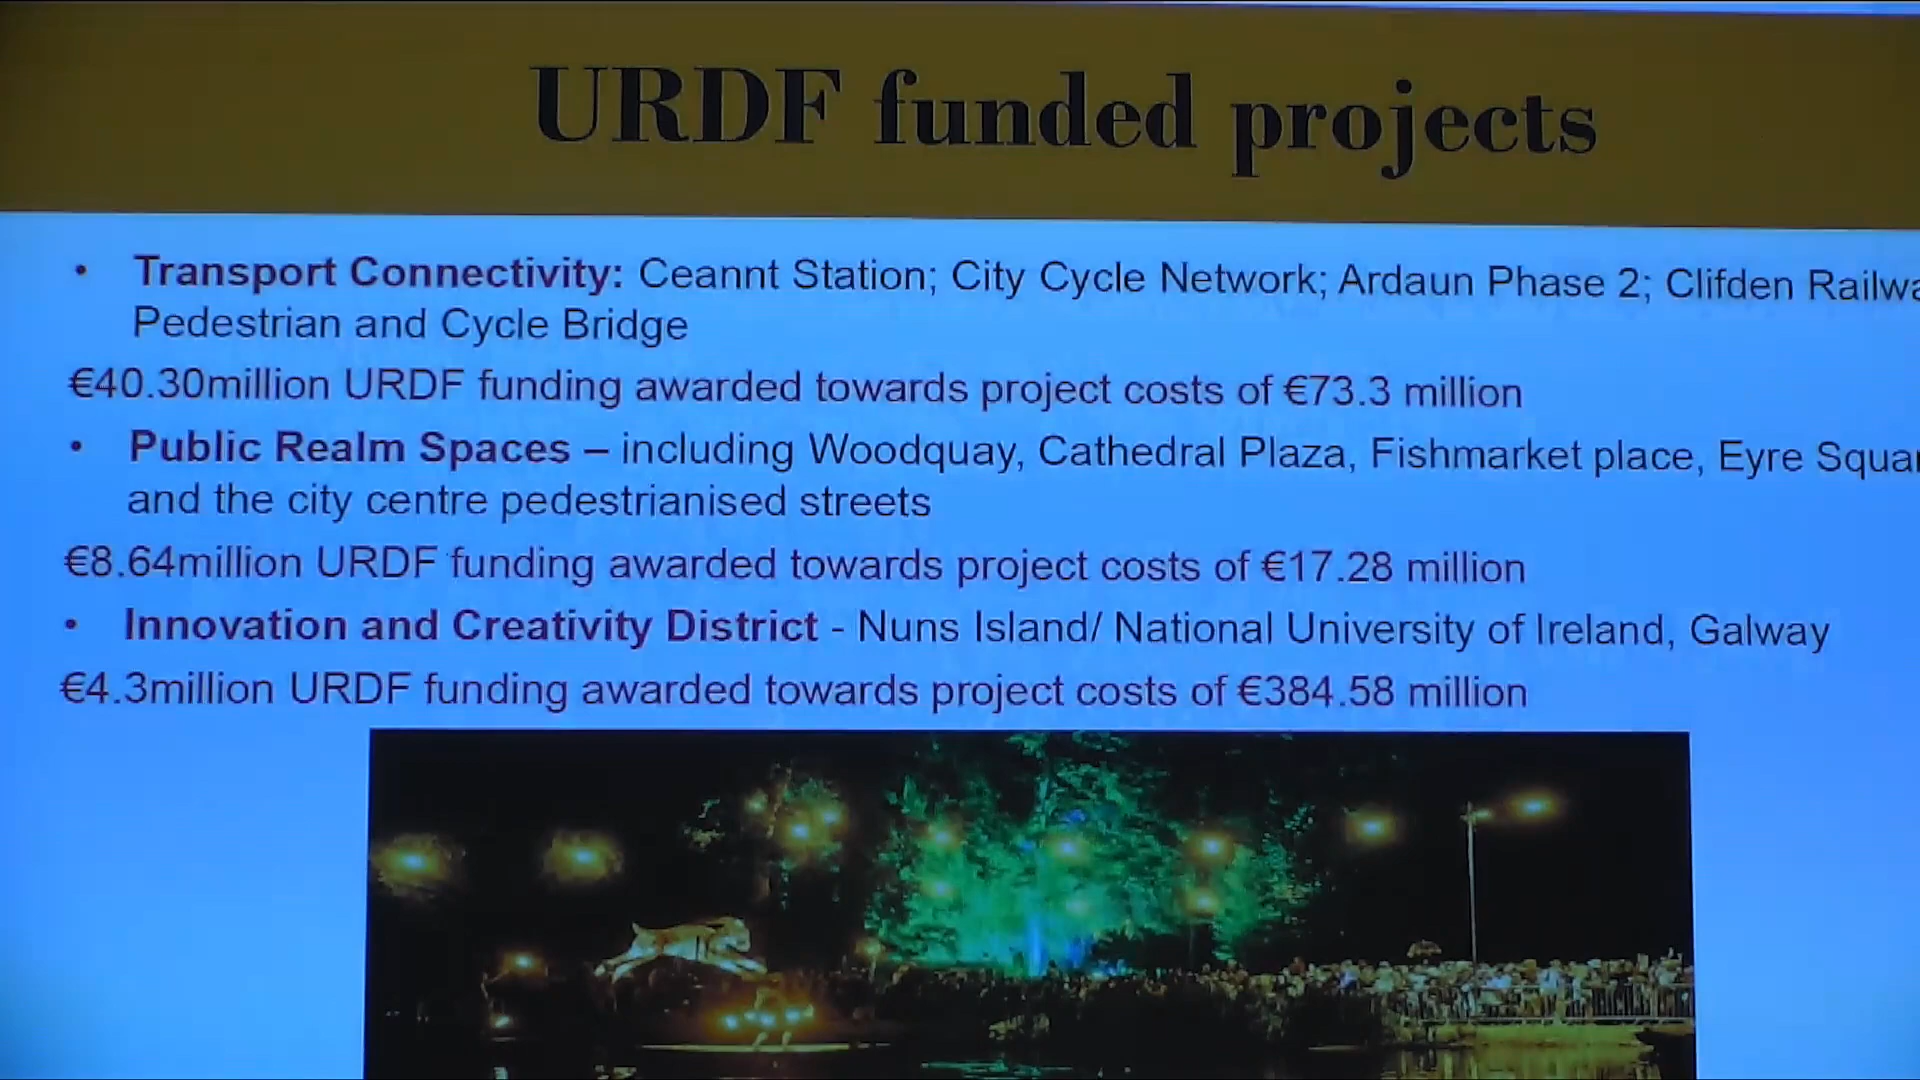 URDF funded projects
• Transport Connectivity: Ceannt Station; City Cycle Network; Ardaun Phase 2; Clifden
Pedestrian and Cycle Bridge
€40.30million URDF funding awarded towards project costs of €73.3 million
• Public Realm Spaces – including Woodquay, Cathedral Plaza, Fishmarket place, Eyre
and the city centre pedestrianised streets
€8.64million URDF funding awarded towards project costs of €17.28 million
• Innovation and Creativity District - Nuns Island/ National University of Ireland, Galway
€4.3million URDF funding awarded towards project costs of €384.58 million